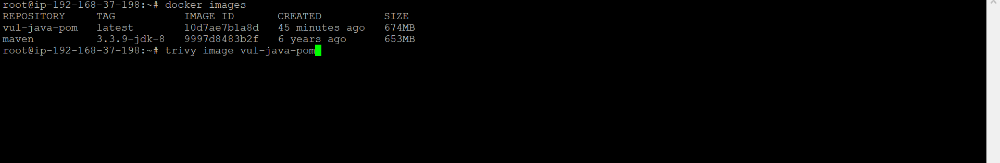 root@ip-192-168-37-198:~# docker images
REPOSITORY     TAG           IMAGE ID       CREATED          SIZE
vul-java-pom   latest        10d7ae7b1a8d   45 minutes ago   674MB
maven          3.3.9-jdk-8   9997d8483b2f   6 years ago      653MB
root@ip-192-168-37-198:~# trivy image vul-java-pom